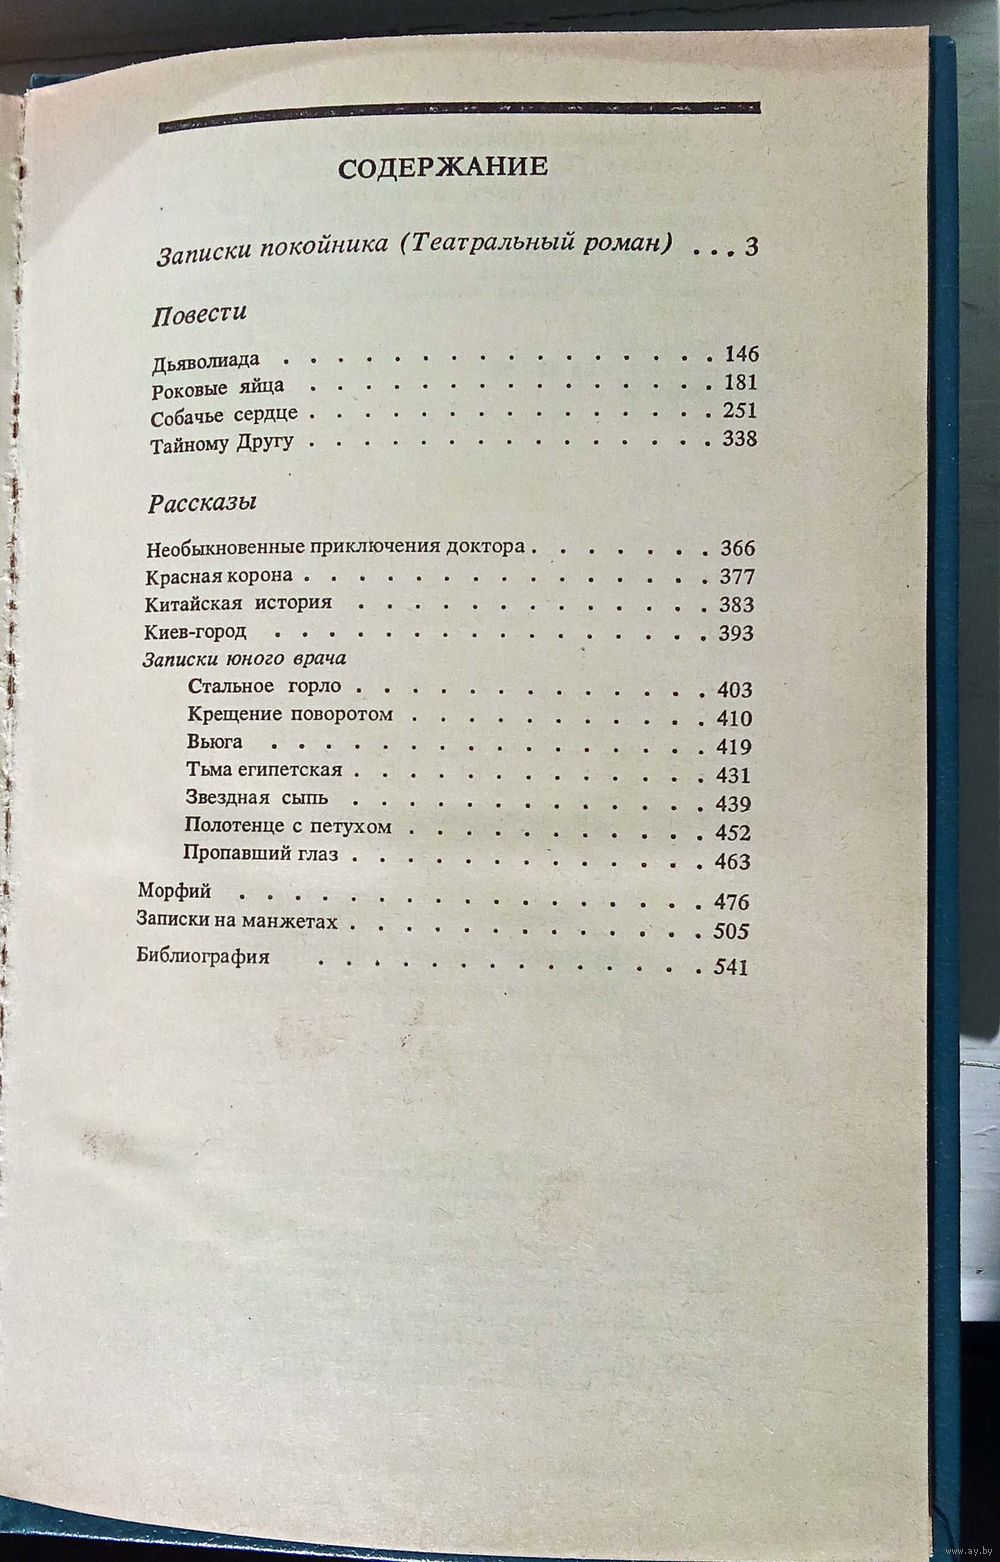 СОДЕРЖАНИЕ
Записки покойника (Театральный роман) ... 3
Повести
Дьяволиада . . . . . . . . . . . . . . . . 146
Роковые яйца . . . . . . . . . . . . . . . 181
Собачье сердце . . . . . . . . . . . . . . . 251
Тайному Другу . . . . . . . . . . . . . . . 338
Рассказы
Необыкновенные приключения доктора . . . . . . . 366
Красная корона . . . . . . . . . . . . . . . 377
Китайская история . . . . . . . . . . . . . 383
Киев-город . . . . . . . . . . . . . . . . 393
Записки юного врача
Стальное горло . . . . . . . . . . . . . 403
Крещение поворотом . . . . . . . . . . . 410
Вьюга . . . . . . . . . . . . . . . . 419
Тьма египетская . . . . . . . . . . . . . 431
Звездная сыпь . . . . . . . . . . . . . 439
Полотенце с петухом . . . . . . . . . . . 452
Пропавший глаз . . . . . . . . . . . . . 463
Морфий . . . . . . . . . . . . . . . . . 476
Записки на манжетах . . . . . . . . . . . . . 505
Библиография . . . . . . . . . . . . . . 541
www.ay.by